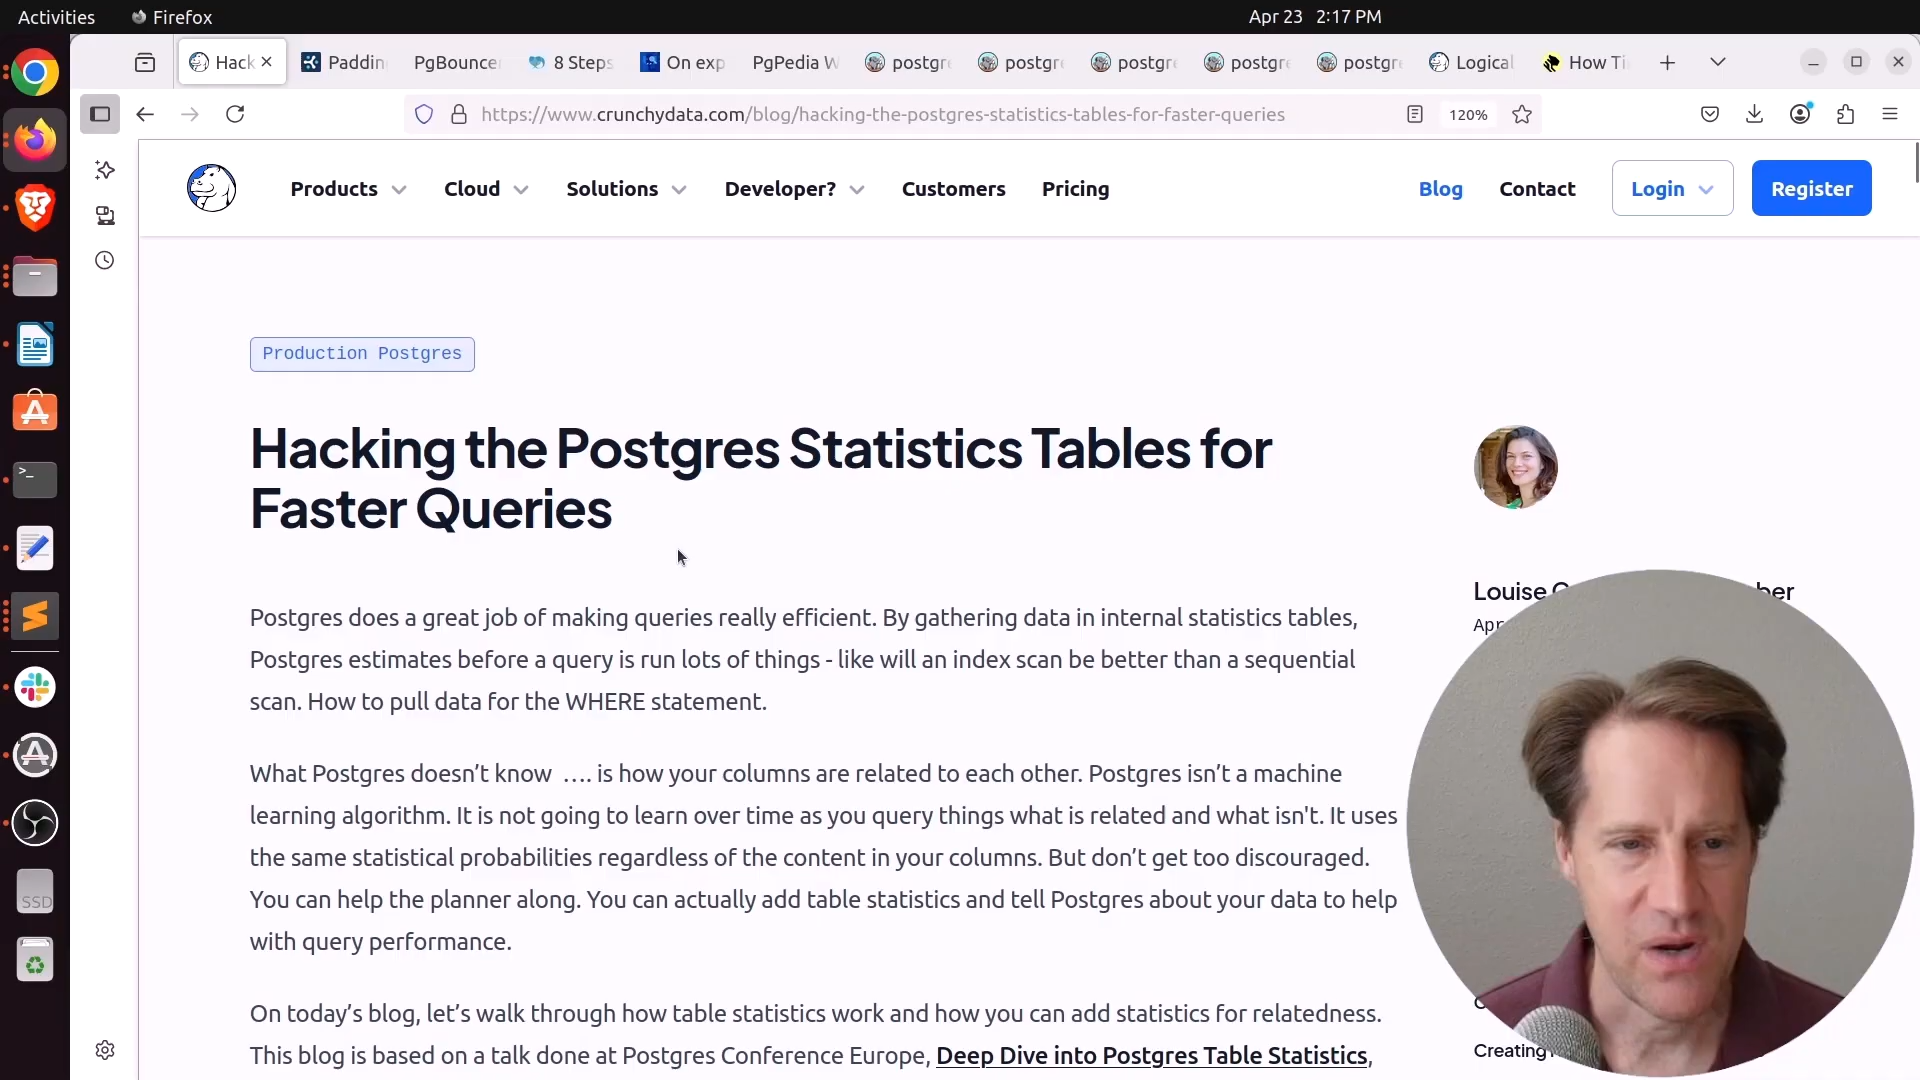 Activities Firefox Apr 23 2:17 PM
Hack Paddin PgBounce 8 Steps On exp PgPedia W postgr postgr postgr postgr postgr Logical How Ti
https://www.crunchydata.com/blog/hacking-the-postgres-statistics-tables-for-faster-queries 120%
Products Cloud Solutions Developer? Customers Pricing Blog Contact Login Register
Production Postgres
Hacking the Postgres Statistics Tables for
Faster Queries
Louise
Apr
Postgres does a great job of making queries really efficient. By gathering data in internal statistics tables,
Postgres estimates before a query is run lots of things - like will an index scan be better than a sequential
scan. How to pull data for the WHERE statement.
What Postgres doesn’t know …. is how your columns are related to each other. Postgres isn’t a machine
learning algorithm. It is not going to learn over time as you query things what is related and what isn't. It uses
the same statistical probabilities regardless of the content in your columns. But don’t get too discouraged.
You can help the planner along. You can actually add table statistics and tell Postgres about your data to help
with query performance.
On today’s blog, let’s walk through how table statistics work and how you can add statistics for relatedness.
This blog is based on a talk done at Postgres Conference Europe, Deep Dive into Postgres Table Statistics,
Creating
SSD